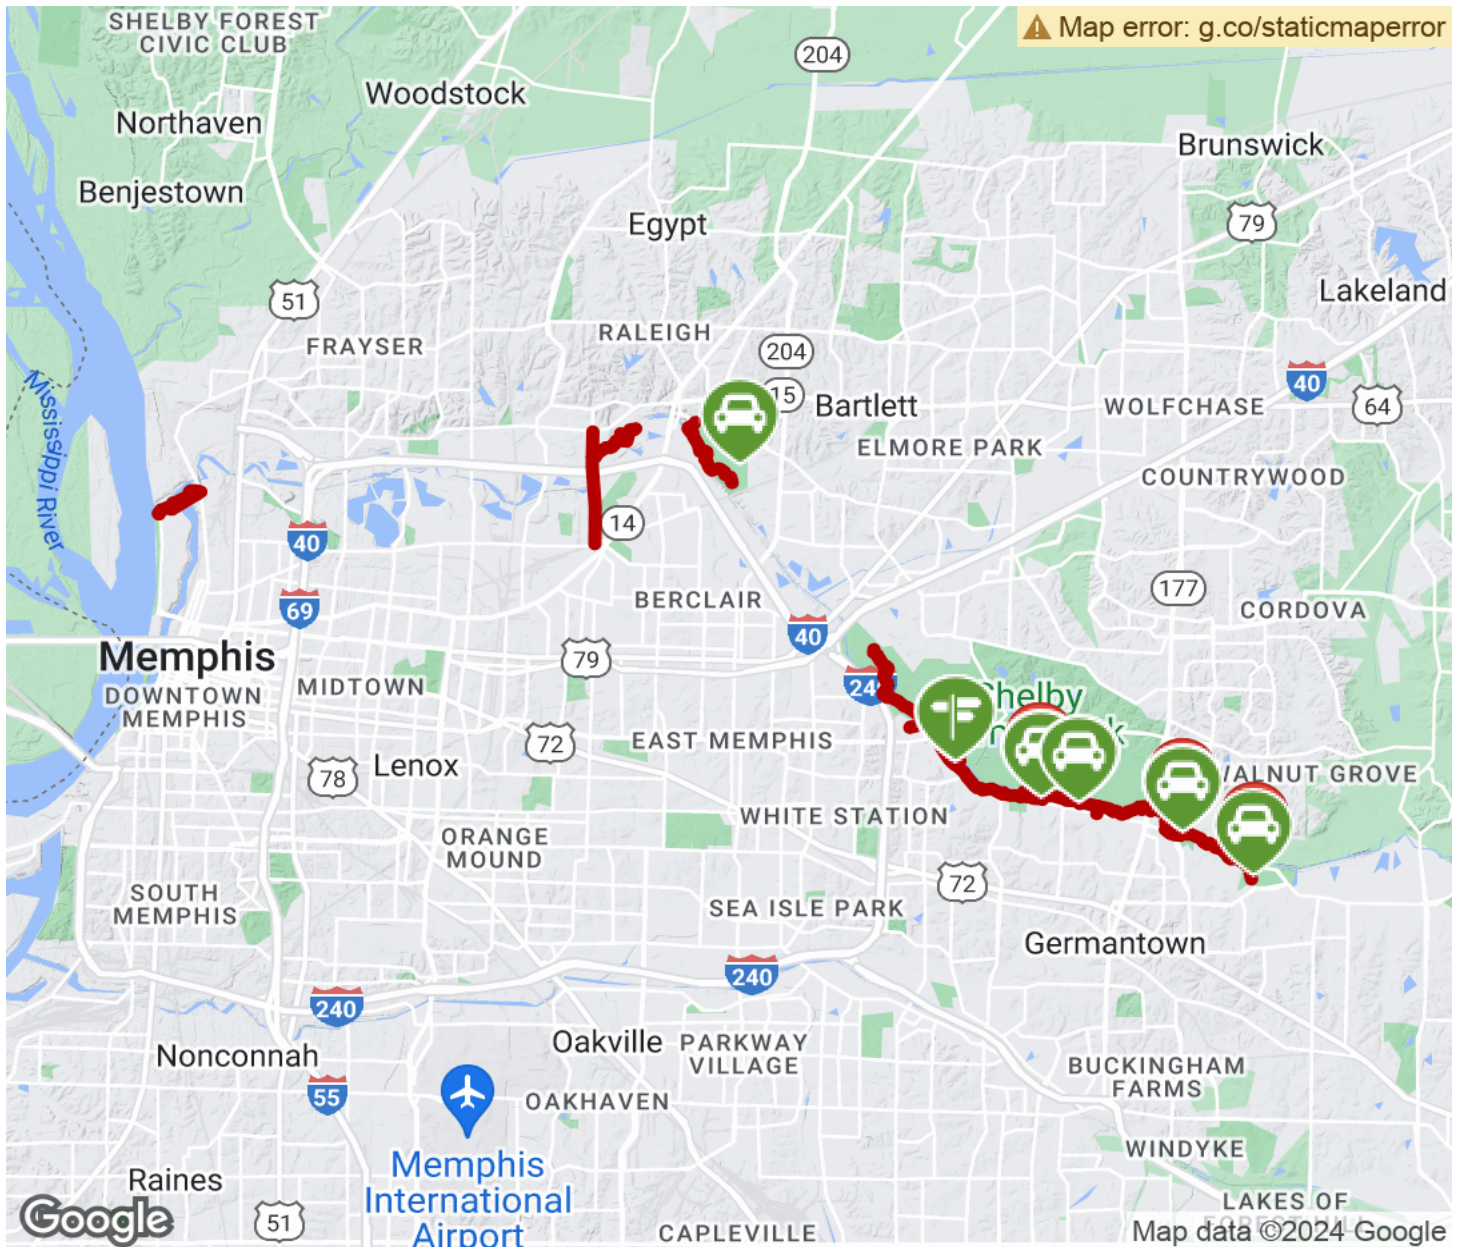 SHELBY FOREST
CIVIC CLUB
Map error: g.co/staticmaperror
204
Woodstock
Northaven
Brunswick
Benjestown
Egypt
79
51
Lakeland
RALEIGH
FRAYSER
204
40
15
Bartlett
64
WOLFCHASE
Mississippi River
ELMORE PARK
COUNTRYWOOD
14
40
177
BERCLAIR
69
CORDOVA
40
Memphis
79
DOWNTOWN
MEMPHIS
MIDTOWN
24
Shelby
k
72
EAST MEMPHIS
78
Lenox
WALNUT GROVE
WHITE STATION
ORANGE
MOUND
72
SOUTH
MEMPHIS
SEA ISLE PARK
Germantown
240
240
Oakville
PARKWAY
VILLAGE
Nonconnah
BUCKINGHAM
FARMS
55
OAKHAVEN
WINDYKE
Memphis
International
Airport
Raines
LAKES OF
51
Google
CAPLEVILLE
Map data ©2024 Google